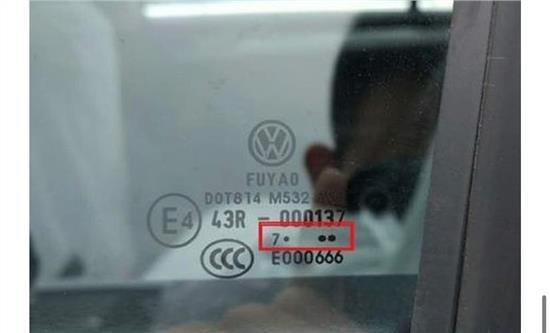 FUYAO
DOT814 M532
E4
43R - 000137
7• ••
CCC
E000666